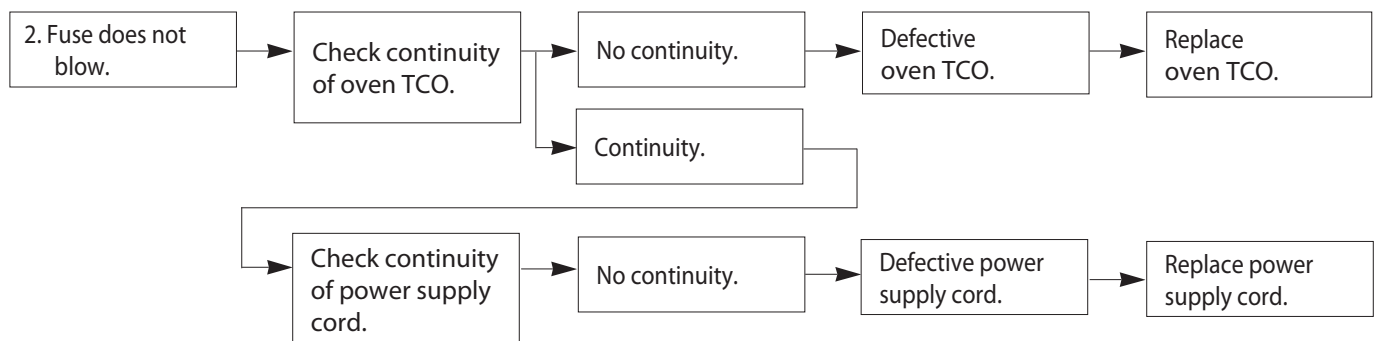 2. Fuse does not
blow.
Check continuity
of oven TCO.
No continuity.
Defective
oven TCO.
Replace
oven TCO.
Continuity.
Check continuity
of power supply
cord.
No continuity.
Defective power
supply cord.
Replace power
supply cord.